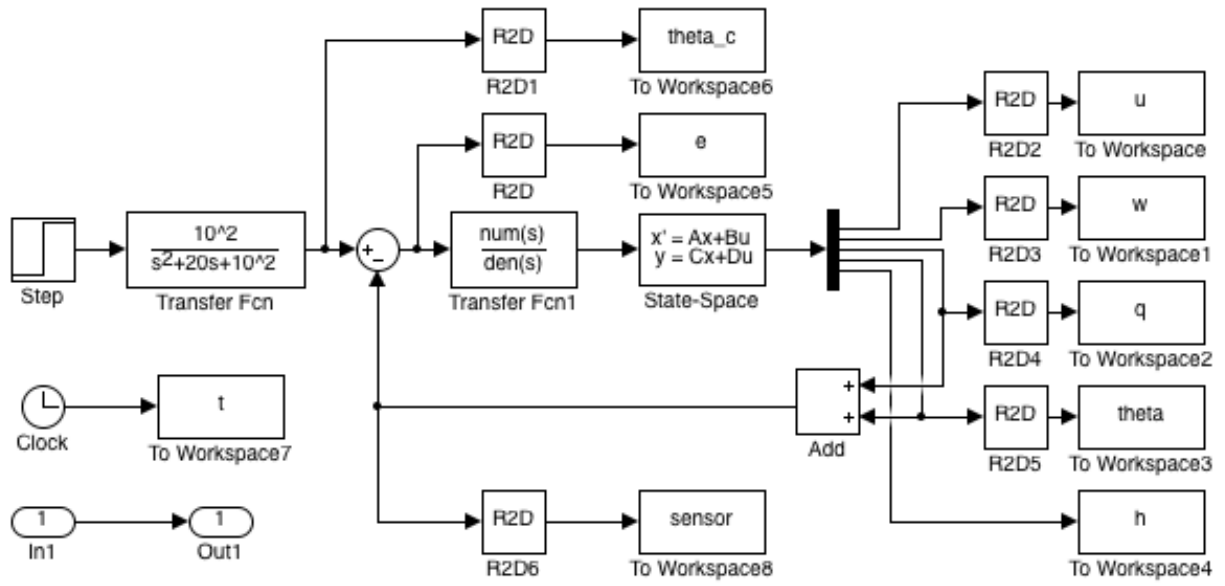 R2D
theta_c
R2D1
To Workspace6
R2D
e
R2D
To Workspace5
R2D
u
R2D2
To Workspace
R2D
w
R2D3
To Workspace1
Step
10^2
s2+20s+10^2
Transfer Fcn
+
_
num(s)
den(s)
Transfer Fcn1
x' = Ax+Bu
y = Cx+Du
State-Space
R2D
q
R2D4
To Workspace2
Clock
t
To Workspace7
+
+
Add
R2D
theta
R2D5
To Workspace3
1
In1
1
Out1
R2D
sensor
R2D6
To Workspace8
h
To Workspace4